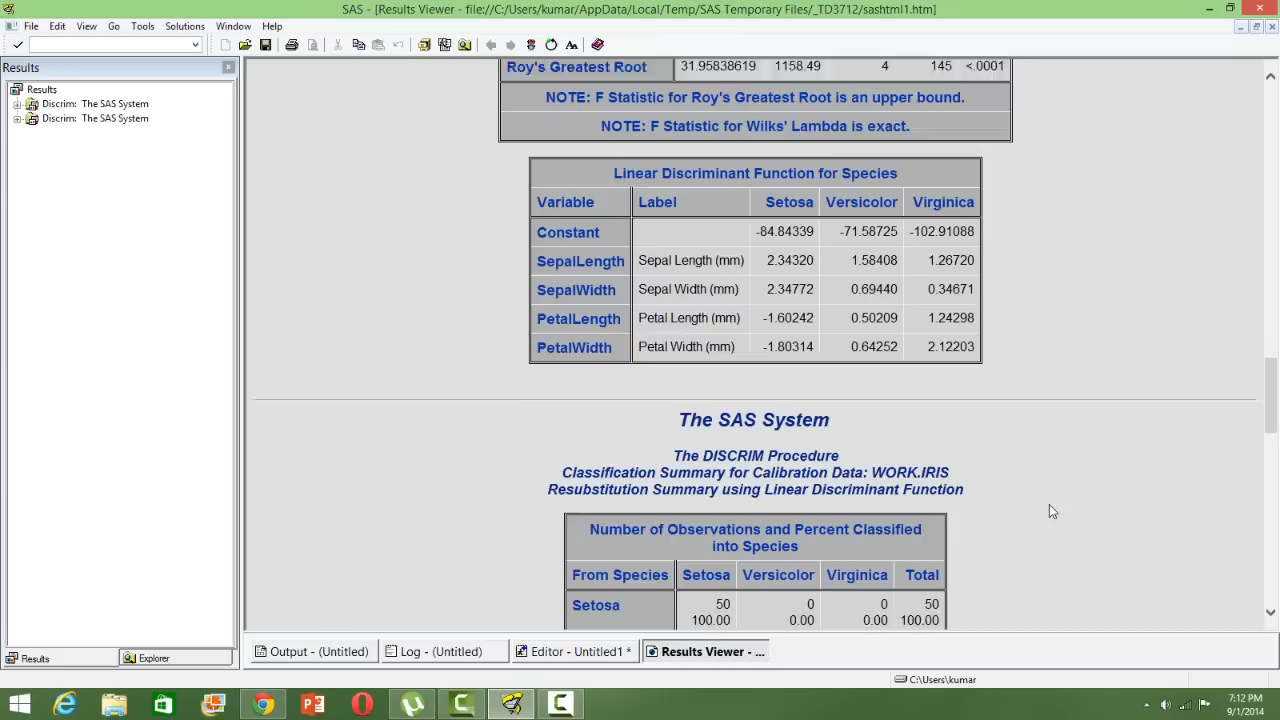 SAS - [Results Viewer - file://C:/Users/kumar/AppData/Local/Temp/SAS Temporary Files/_TD3712/sashtml1.htm]
File Edit View Go Tools Solutions Window Help
Results
Results
Discrim: The SAS System
Discrim: The SAS System
Roy's Greatest Root 31.95838619 1158.49 4 145 <.0001
NOTE: F Statistic for Roy's Greatest Root is an upper bound.
NOTE: F Statistic for Wilks' Lambda is exact.
Linear Discriminant Function for Species
Variable Label Setosa Versicolor Virginica
Constant -84.84339 -71.58725 -102.91088
SepalLength Sepal Length (mm) 2.34320 1.58408 1.26720
SepalWidth Sepal Width (mm) 2.34772 0.69440 0.34671
PetalLength Petal Length (mm) -1.60242 0.50209 1.24298
PetalWidth Petal Width (mm) -1.80314 0.64252 2.12203
The SAS System
The DISCRIM Procedure
Classification Summary for Calibration Data: WORK.IRIS
Resubstitution Summary using Linear Discriminant Function
Number of Observations and Percent Classified
into Species
From Species Setosa Versicolor Virginica Total
Setosa 50 0 0 50
100.00 0.00 0.00 100.00
Results Explorer
Output - (Untitled) Log - (Untitled) Editor - Untitled1 * Results Viewer - ...
C:\Users\kumar
7:12 PM
9/1/2014